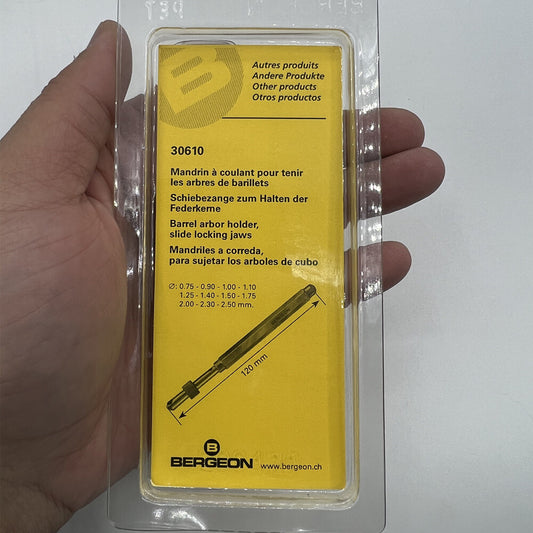 Autres produits
Andere Produkte
Other products
Otros productos
30610
Mandrin à coulant pour tenir
les arbres de barillets
Schiebezange zum Halten der
Federkerne
Barrel arbor holder,
slide locking jaws
Mandriles a correda,
para sujetar los arboles de cubo
∅: 0.75 - 0.90 - 1.00 - 1.10
1.25 - 1.40 - 1.50 - 1.75
2.00 - 2.30 - 2.50 mm.
120 mm
B
BERGEON
www.bergeon.ch